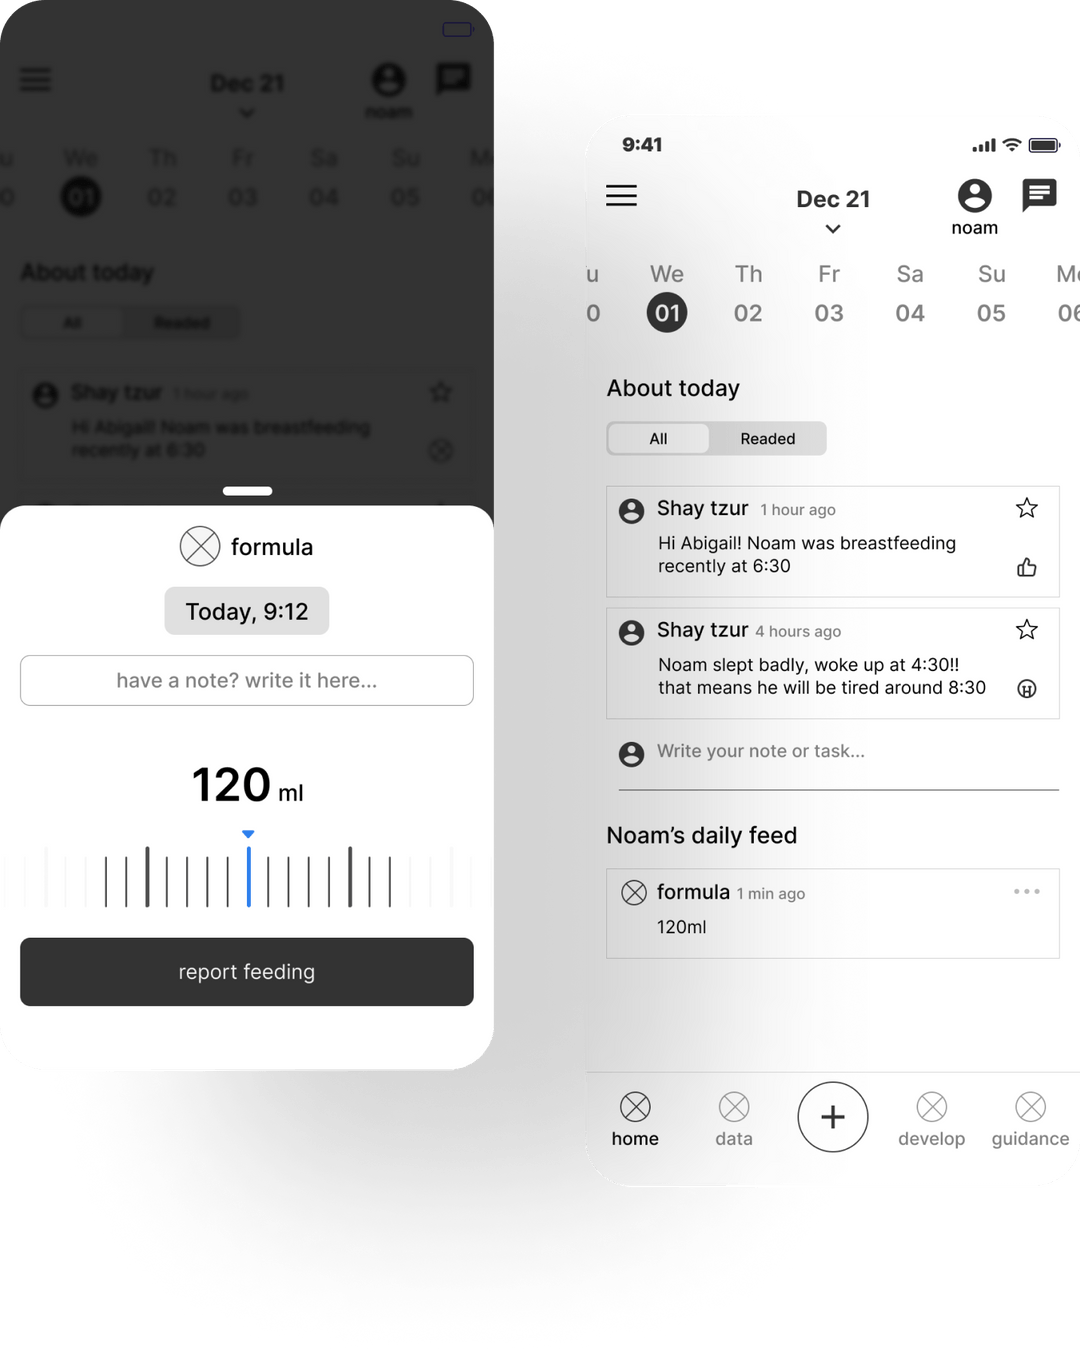 Dec 21
noam
u We Th Fr Sa Su M
0 01 02 03 04 05 06
About today
All Readed
Shay tzur 1 hour ago
Hi Abigail! Noam was breastfeeding
recently at 6:30
formula
Today, 9:12
have a note? write it here...
120 ml
report feeding
9:41
Dec 21
noam
u We Th Fr Sa Su Mo
0 01 02 03 04 05 06
About today
All Readed
Shay tzur 1 hour ago
Hi Abigail! Noam was breastfeeding
recently at 6:30
Shay tzur 4 hours ago
Noam slept badly, woke up at 4:30!!
that means he will be tired around 8:30
Write your note or task...
Noam’s daily feed
formula 1 min ago
120ml
home data develop guidance